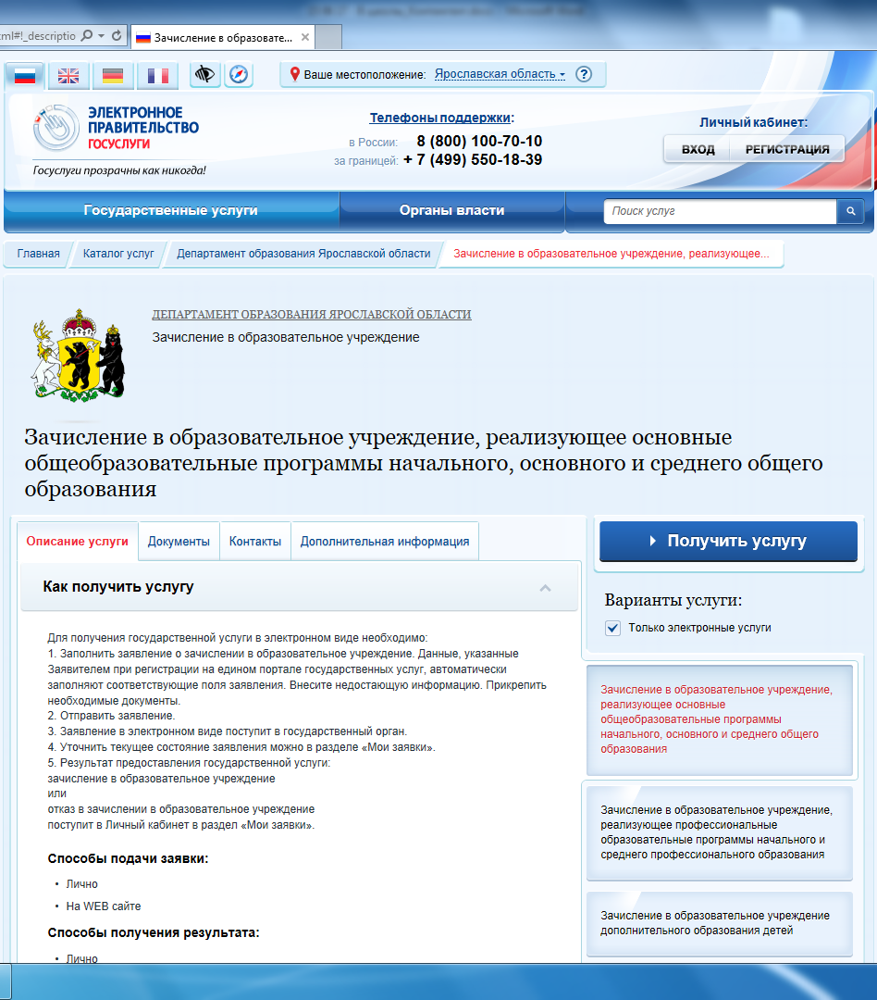 ml#!_descriptio
Зачисление в образовате...
Ваше местоположение: Ярославская область
?
ЭЛЕКТРОННОЕ
ПРАВИТЕЛЬСТВО
ГОСУСЛУГИ
Госуслуги прозрачны как никогда!
Телефоны поддержки:
в России: 8 (800) 100-70-10
за границей: + 7 (499) 550-18-39
Личный кабинет:
ВХОД РЕГИСТРАЦИЯ
Государственные услуги Органы власти Поиск услуг
Главная Каталог услуг Департамент образования Ярославской области Зачисление в образовательное учреждение, реализующее...
ДЕПАРТАМЕНТ ОБРАЗОВАНИЯ ЯРОСЛАВСКОЙ ОБЛАСТИ
Зачисление в образовательное учреждение
Зачисление в образовательное учреждение, реализующее основные
общеобразовательные программы начального, основного и среднего общего
образования
Описание услуги Документы Контакты Дополнительная информация
Как получить услугу
Для получения государственной услуги в электронном виде необходимо:
1. Заполнить заявление о зачислении в образовательное учреждение. Данные, указанные
Заявителем при регистрации на едином портале государственных услуг, автоматически
заполняют соответствующие поля заявления. Внесите недостающую информацию. Прикрепить
необходимые документы.
2. Отправить заявление.
3. Заявление в электронном виде поступит в государственный орган.
4. Уточнить текущее состояние заявления можно в разделе «Мои заявки».
5. Результат предоставления государственной услуги:
зачисление в образовательное учреждение
или
отказ в зачислении в образовательное учреждение
поступит в Личный кабинет в раздел «Мои заявки».
Способы подачи заявки:
• Лично
• На WEB сайте
Способы получения результата:
• Лично
Получить услугу
Варианты услуги:
Только электронные услуги
Зачисление в образовательное учреждение,
реализующее основные
общеобразовательные программы
начального, основного и среднего общего
образования
Зачисление в образовательное учреждение,
реализующее профессиональные
образовательные программы начального и
среднего профессионального образования
Зачисление в образовательное учреждение
дополнительного образования детей